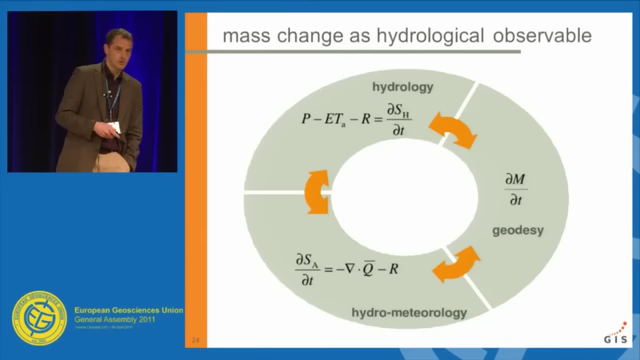 mass change as hydrological observable
hydrology
P − ET_a − R = ∂S_H/∂t
∂M/∂t
geodesy
∂S_A/∂t = −∇ · Q̅ − R
hydro-meteorology
European Geosciences Union
General Assembly 2011
24
GIS